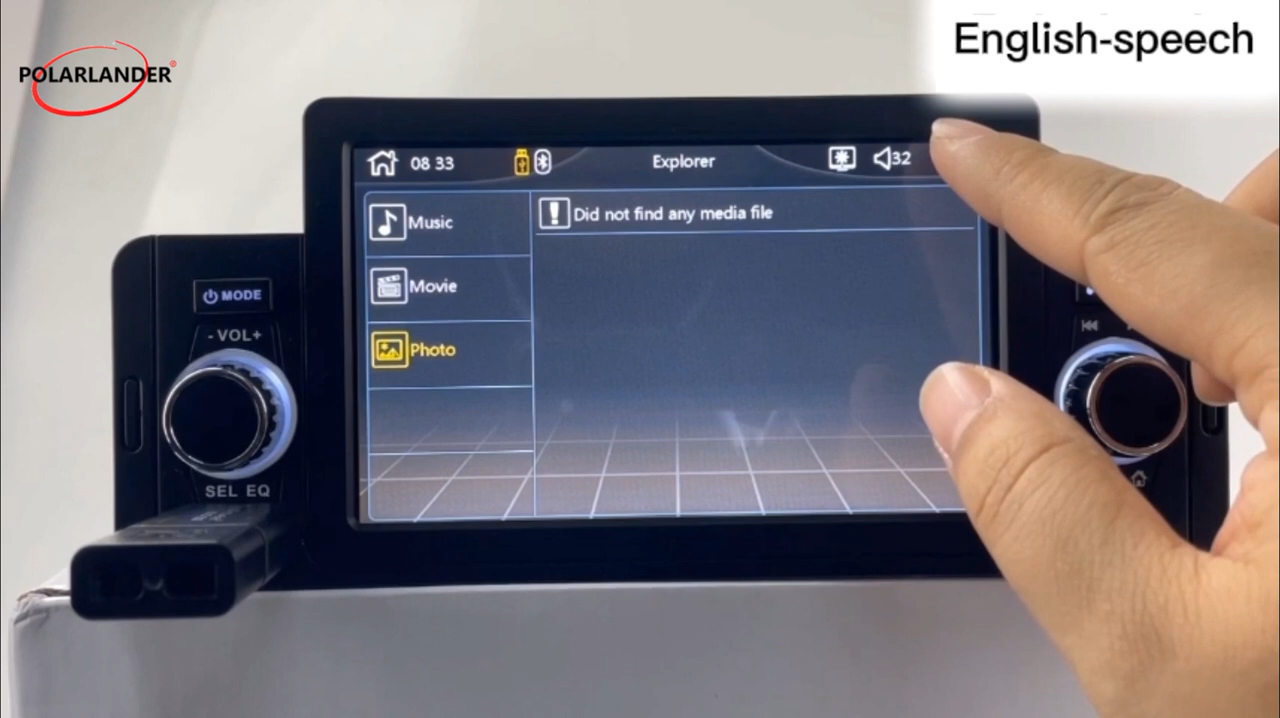 English-speech
POLARLANDER®
08 33
Explorer
32
Music
Did not find any media file
Movie
Photo
MODE
- VOL+
SEL EQ